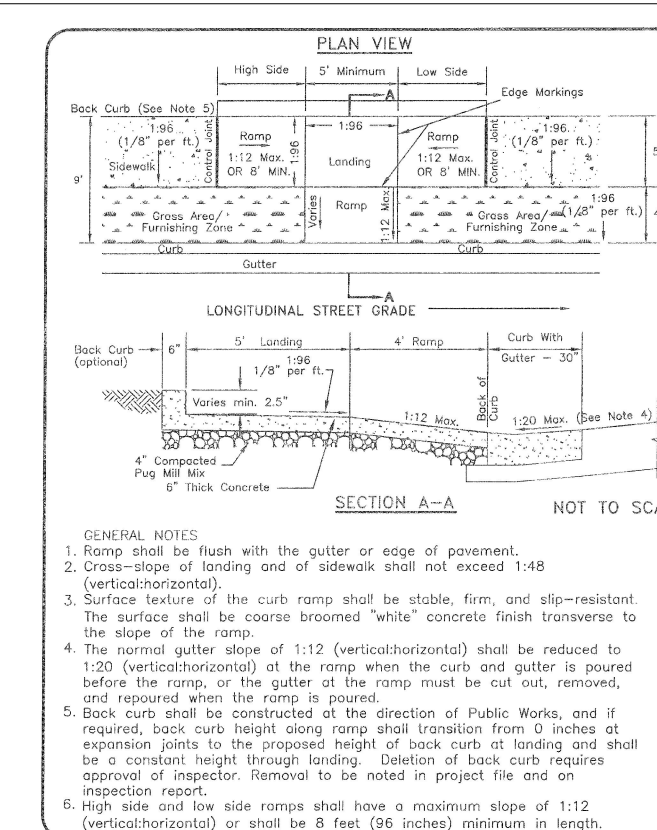 PLAN VIEW
High Side
5' Minimum
Low Side
A
Edge Markings
Back Curb (See Note 5)
1:96
(1/8" per ft.)
Sidewalk
Control Joint
Ramp
1:12 Max.
OR 8' MIN.
1:96
1:96
Landing
Ramp
1:12 Max.
OR 8' MIN.
Control Joint
1:96
(1/8" per ft.)
9'
Grass Area/
Furnishing Zone
Varies
Ramp
1:12 Max.
Grass Area/
Furnishing Zone
1:96
(1/8" per ft.)
Curb
Curb
Gutter
A
LONGITUDINAL STREET GRADE
Back Curb
(optional)
6"
5' Landing
4' Ramp
Curb With
Gutter - 30"
1:96
1/8" per ft.
Varies min. 2.5"
1:12 Max.
Back of
Curb
1:20 Max. (See Note 4)
4" Compacted
Pug Mill Mix
6" Thick Concrete
SECTION A-A
NOT TO
GENERAL NOTES
1. Ramp shall be flush with the gutter or edge of pavement.
2. Cross-slope of landing and of sidewalk shall not exceed 1:48
(vertical:horizontal).
3. Surface texture of the curb ramp shall be stable, firm, and slip-resistant.
The surface shall be coarse broomed "white" concrete finish transverse to
the slope of the ramp.
4. The normal gutter slope of 1:12 (vertical:horizontal) shall be reduced to
1:20 (vertical:horizontal) at the ramp when the curb and gutter is poured
before the ramp, or the gutter at the ramp must be cut out, removed,
and repoured when the ramp is poured.
5. Back curb shall be constructed at the direction of Public Works, and if
required, back curb height along ramp shall transition from 0 inches at
expansion joints to the proposed height of back curb at landing and shall
be a constant height through landing. Deletion of back curb requires
approval of inspector. Removal to be noted in project file and on
inspection report.
6. High side and low side ramps shall have a maximum slope of 1:12
(vertical:horizontal) or shall be 8 feet (96 inches) minimum in length.